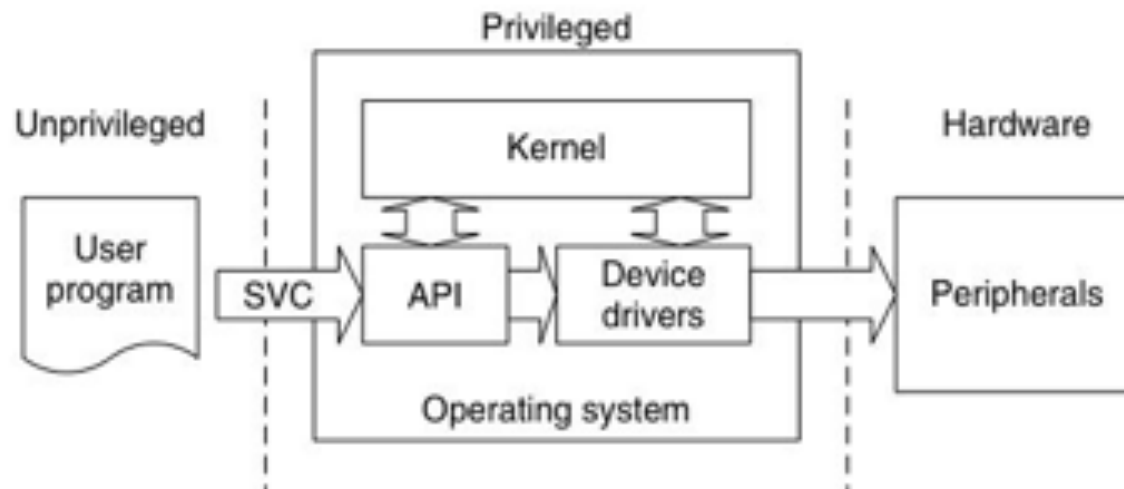 Privileged
Unprivileged
Hardware
Kernel
User
program
SVC
API
Device
drivers
Peripherals
Operating system